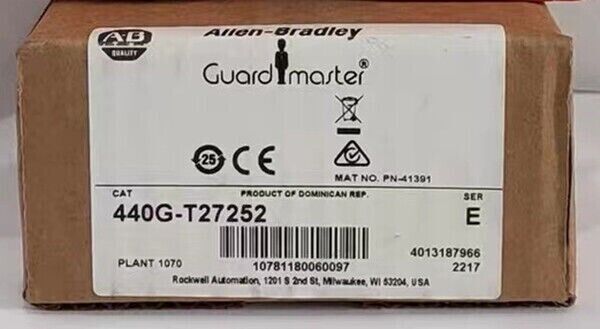 Allen-Bradley
A-B
QUALITY
Guardmaster®
25
CE
MAT NO. PN-41391
CAT
PRODUCT OF DOMINICAN REP.
SER
440G-T27252
E
PLANT 1070
10781180060097
4013187966
2217
Rockwell Automation, 1201 S 2nd St, Milwaukee, WI 53204, USA